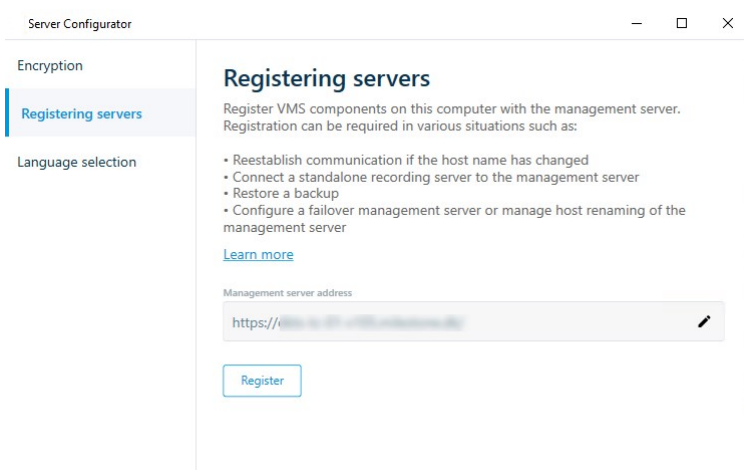 Server Configurator
Encryption
Registering servers
Language selection
Registering servers
Register VMS components on this computer with the management server.
Registration can be required in various situations such as:
• Reestablish communication if the host name has changed
• Connect a standalone recording server to the management server
• Restore a backup
• Configure a failover management server or manage host renaming of the
management server
Learn more
Management server address
https://
Register